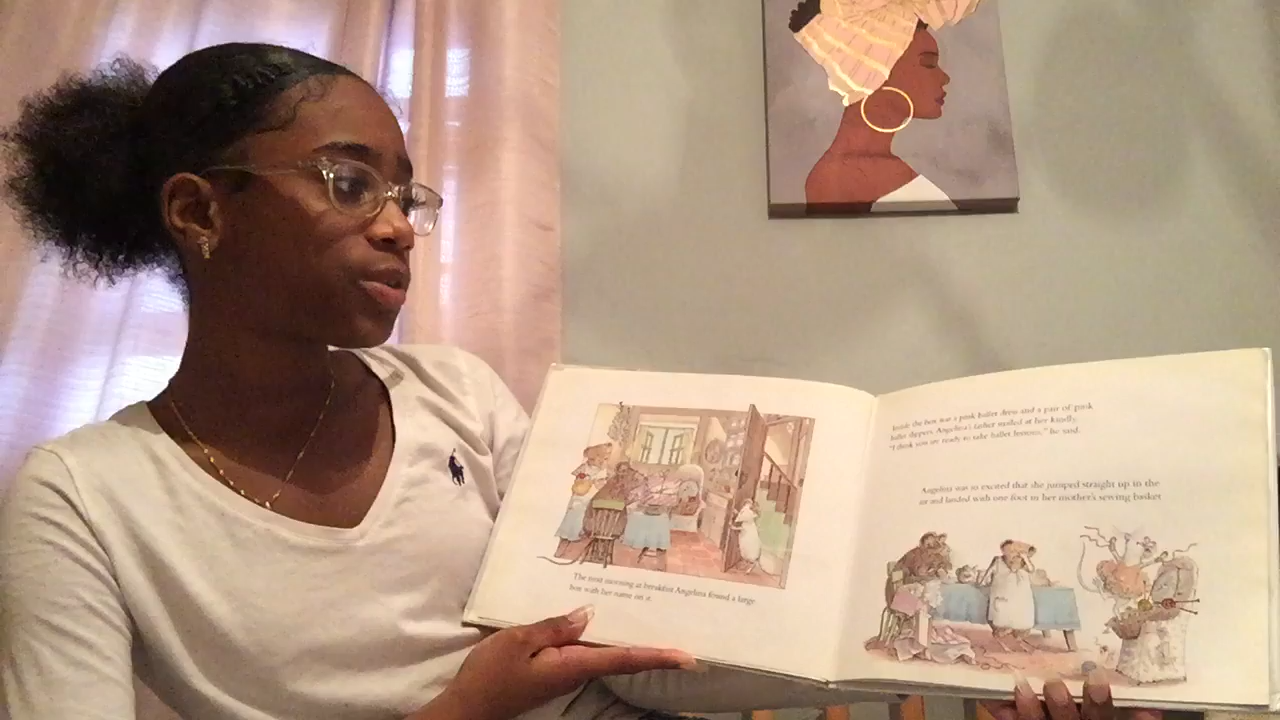 The next morning at breakfast Angelina found a large
box with her name on it.
Inside the box was a pink ballet dress and a pair of pink
ballet slippers. Angelina's father smiled at her kindly.
"I think you are ready to take ballet lessons," he said.
Angelina was so excited that she jumped straight up in the
air and landed with one foot in her mother's sewing basket.